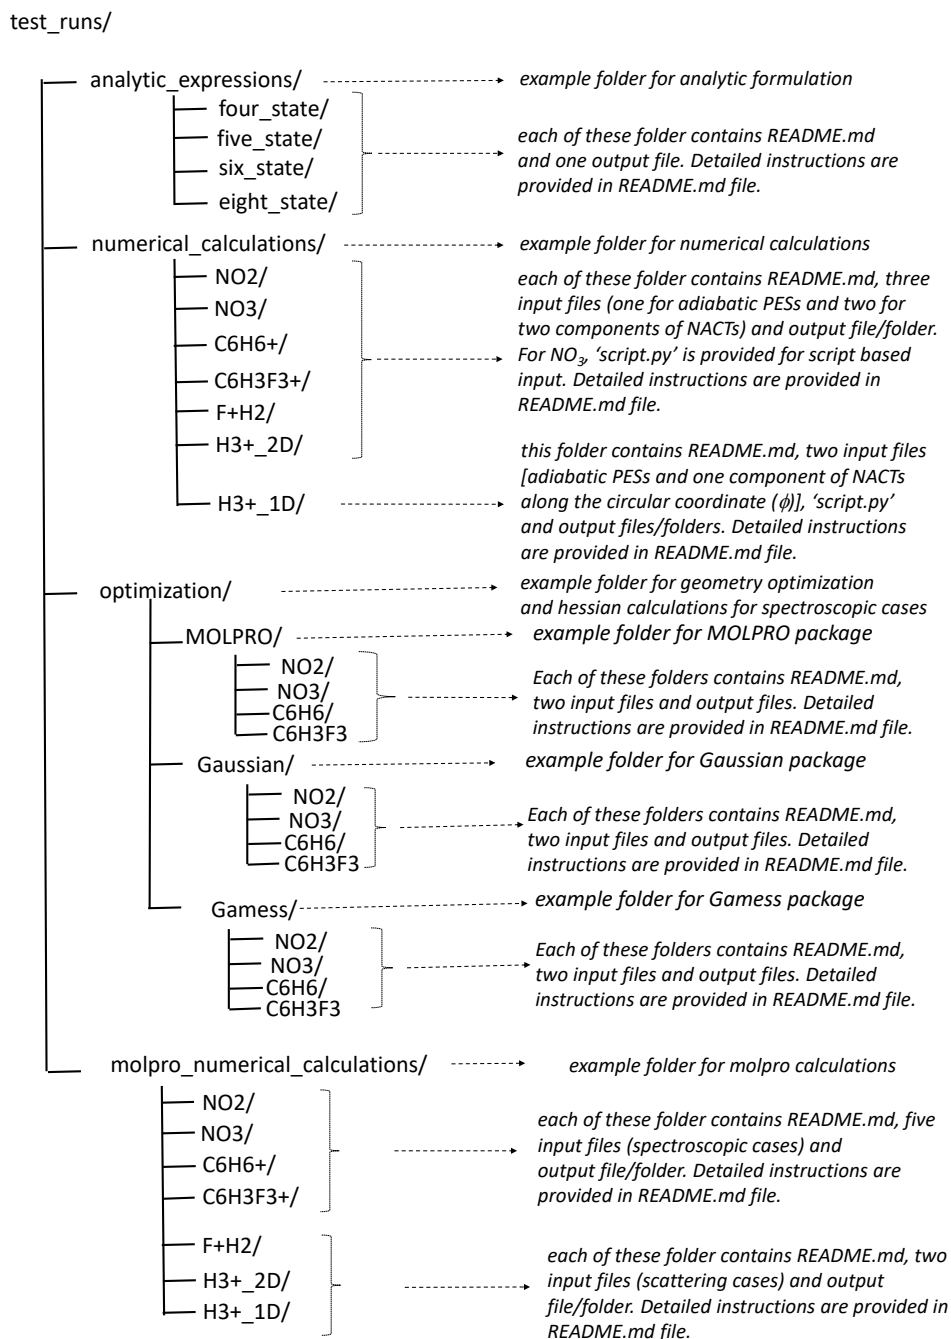 test_runs/
analytic_expressions/
example folder for analytic formulation
four_state/
five_state/
six_state/
eight_state/
each of these folder contains README.md
and one output file. Detailed instructions are
provided in README.md file.
numerical_calculations/
example folder for numerical calculations
NO2/
NO3/
C6H6+/
C6H3F3+/
F+H2/
H3+_2D/
each of these folder contains README.md, three
input files (one for adiabatic PESs and two for
two components of NACTs) and output file/folder.
For NO₃, ‘script.py’ is provided for script based
input. Detailed instructions are provided in
README.md file.
H3+_1D/
this folder contains README.md, two input files
[adiabatic PESs and one component of NACTs
along the circular coordinate (ϕ)], ‘script.py’
and output files/folders. Detailed instructions
are provided in README.md file.
optimization/
example folder for geometry optimization
and hessian calculations for spectroscopic cases
MOLPRO/
example folder for MOLPRO package
NO2/
NO3/
C6H6/
C6H3F3
Each of these folders contains README.md,
two input files and output files. Detailed
instructions are provided in README.md file.
Gaussian/
example folder for Gaussian package
NO2/
NO3/
C6H6/
C6H3F3
Each of these folders contains README.md,
two input files and output files. Detailed
instructions are provided in README.md file.
Gamess/
example folder for Gamess package
NO2/
NO3/
C6H6/
C6H3F3
Each of these folders contains README.md,
two input files and output files. Detailed
instructions are provided in README.md file.
molpro_numerical_calculations/
example folder for molpro calculations
NO2/
NO3/
C6H6+/
C6H3F3+/
each of these folder contains README.md, five
input files (spectroscopic cases) and
output file/folder. Detailed instructions are
provided in README.md file.
F+H2/
H3+_2D/
H3+_1D/
each of these folder contains README.md, two
input files (scattering cases) and output
file/folder. Detailed instructions are provided in
README.md file.